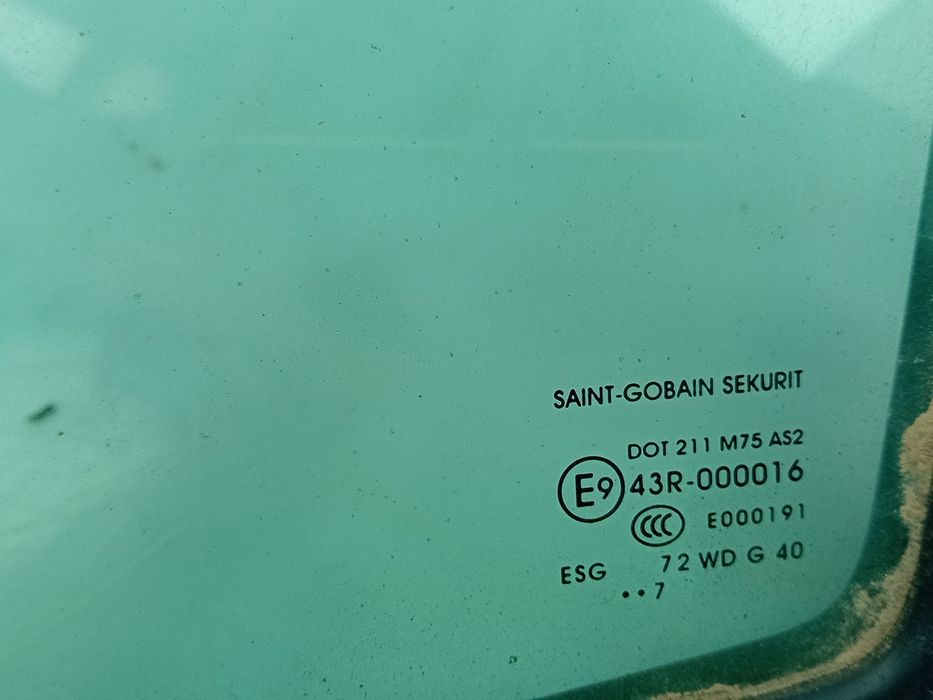 SAINT-GOBAIN SEKURIT
DOT 211 M75 AS2
E9 43R-000016
CCC E000191
ESG 72 WD G 40
••7